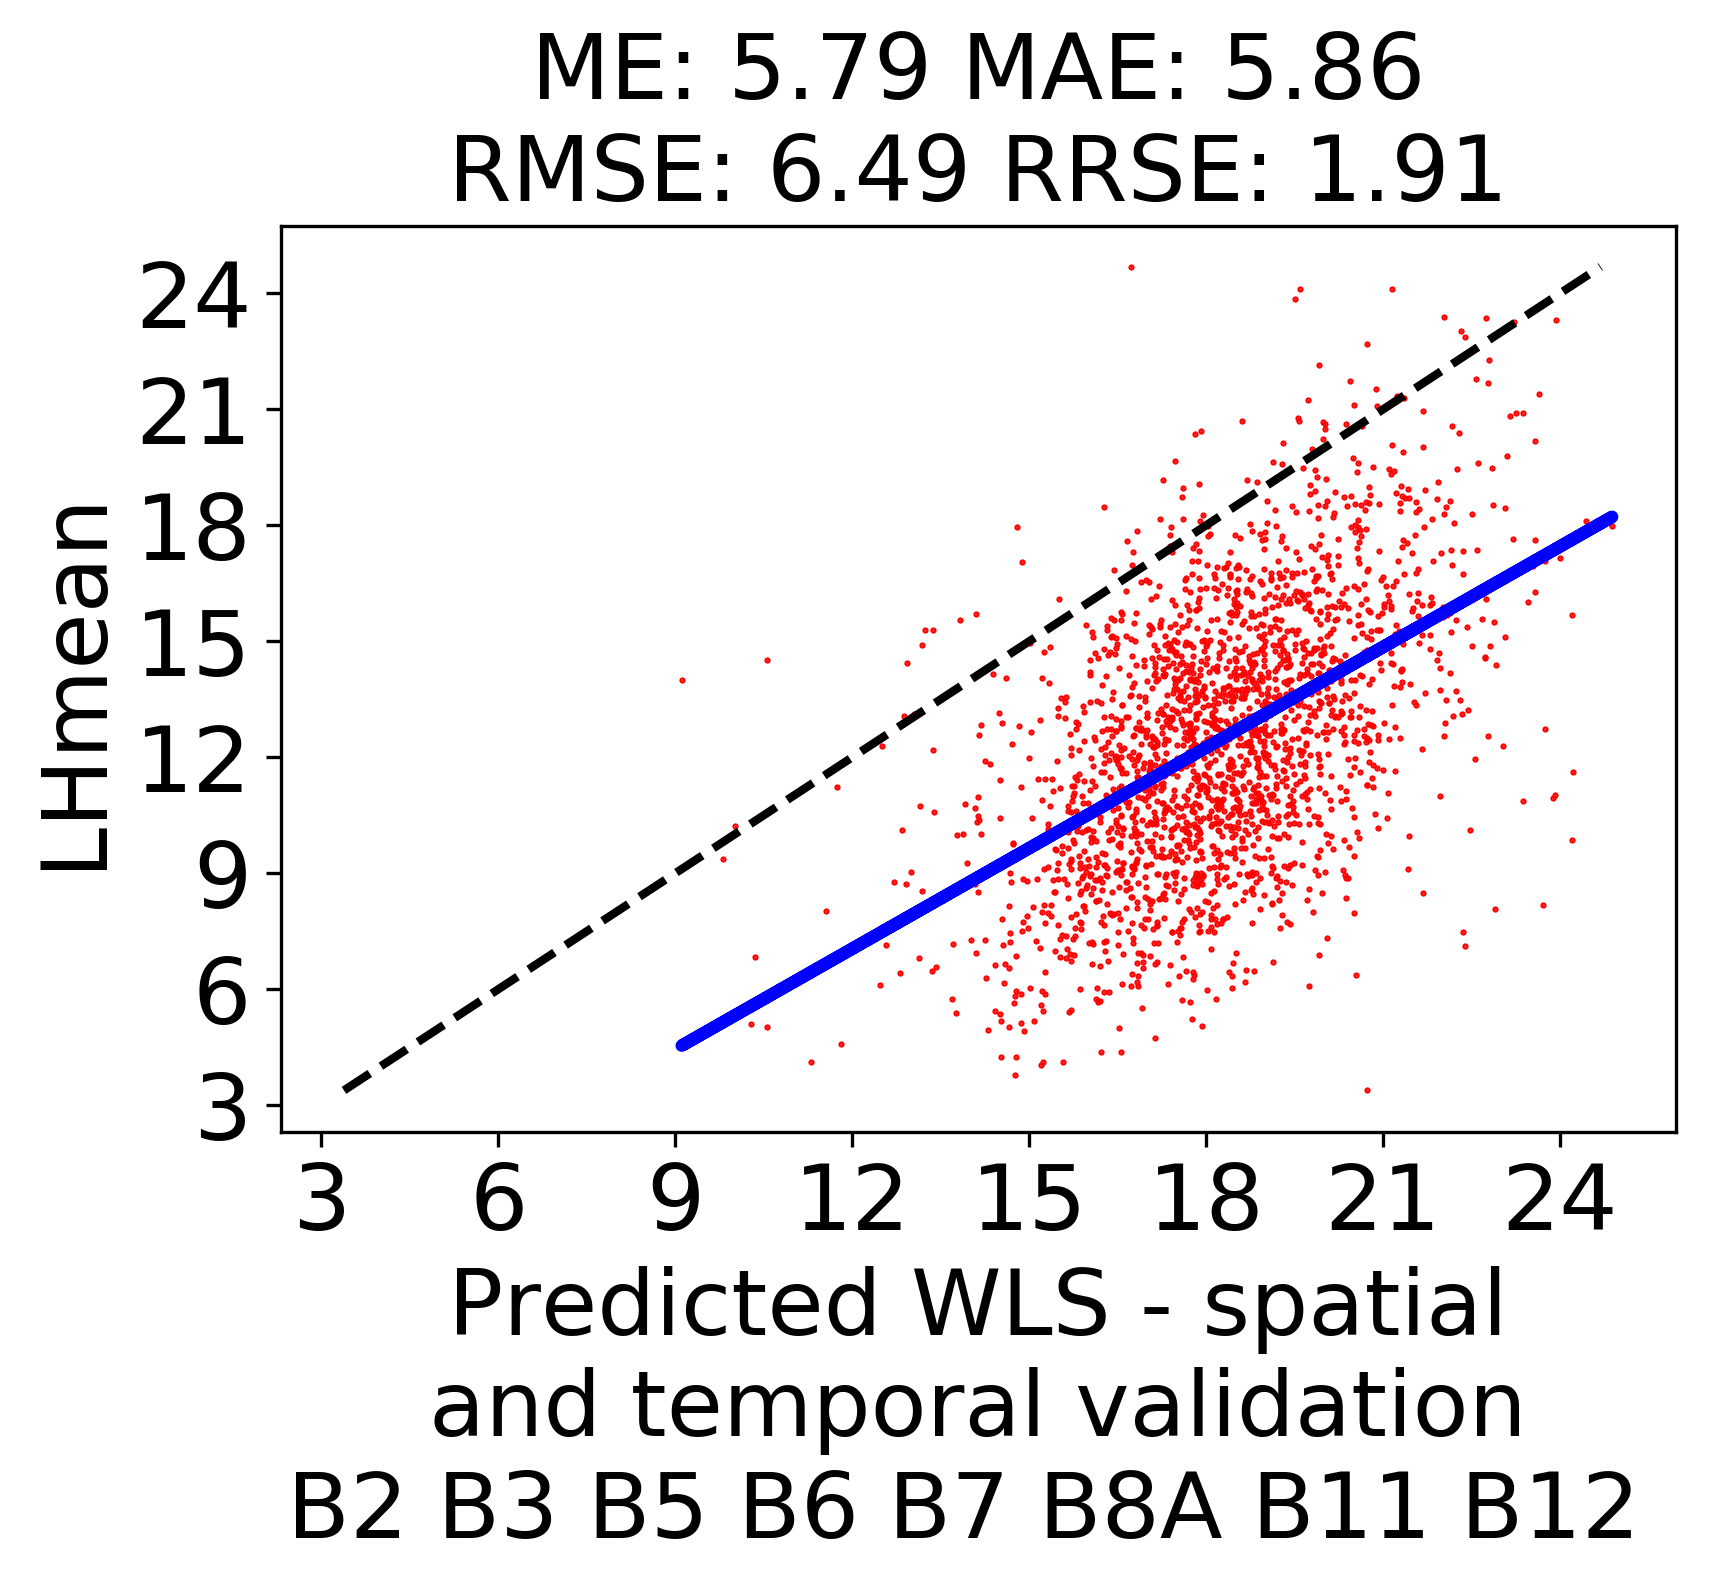 ME: 5.79 MAE: 5.86
RMSE: 6.49 RRSE: 1.91
24
21
18
15
12
9
6
3
LHmean
3 6 9 12 15 18 21 24
Predicted WLS - spatial
and temporal validation
B2 B3 B5 B6 B7 B8A B11 B12